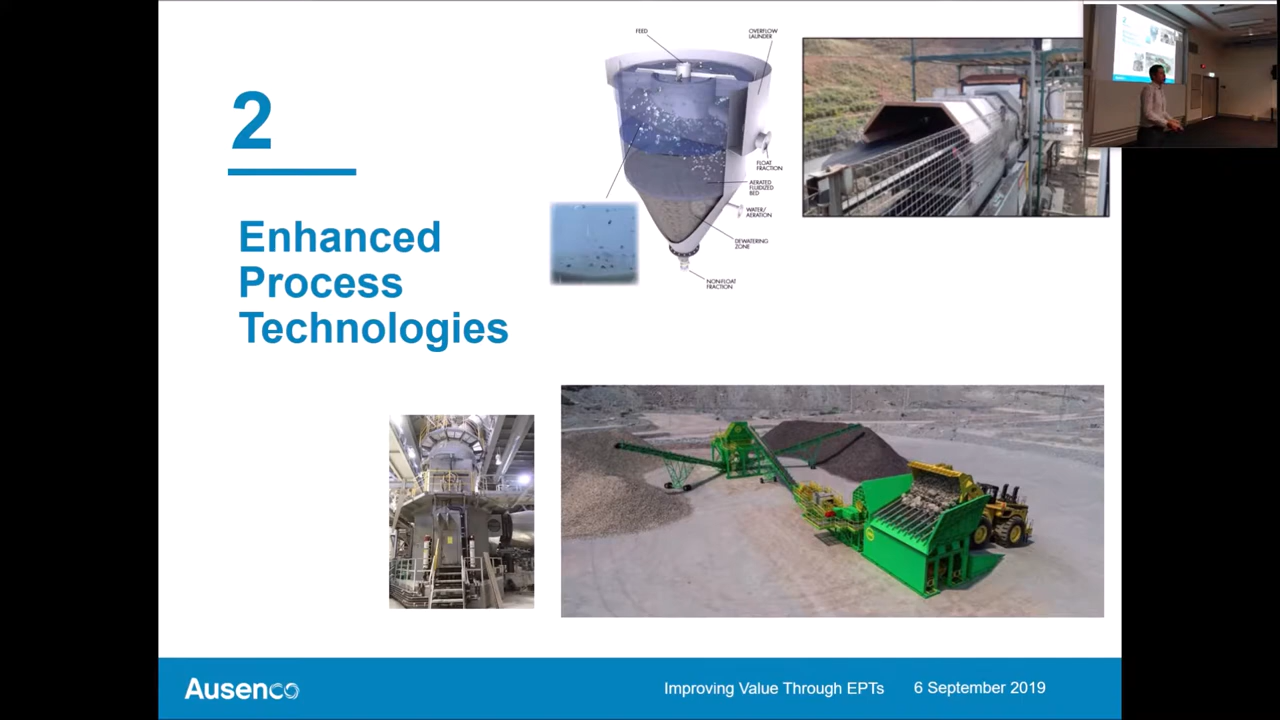 2
Enhanced
Process
Technologies
FEED
OVERFLOW
LAUNDER
FLOAT
FRACTION
AERATED
FLUIDIZED
BED
WATER/
AERATION
DEWATERING
ZONE
NON-FLOAT
FRACTION
Ausenco
Improving Value Through EPTs
6 September 2019